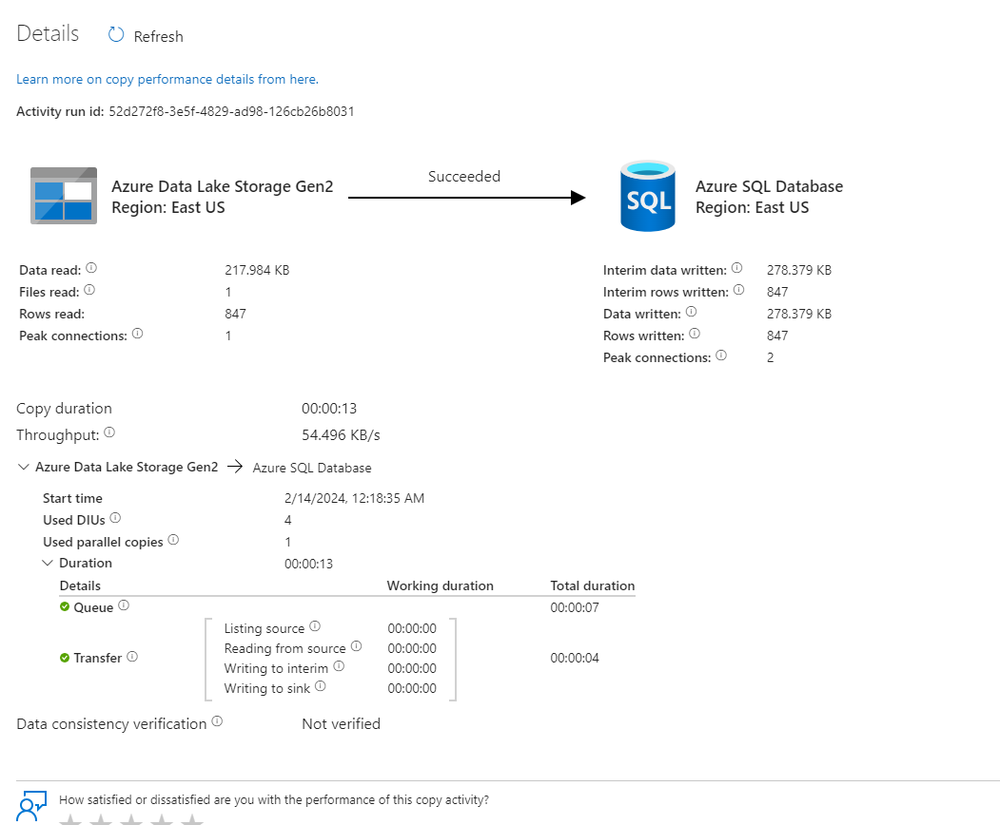 Details Refresh
Learn more on copy performance details from here.
Activity run id: 52d272f8-3e5f-4829-ad98-126cb26b8031
Succeeded
Azure Data Lake Storage Gen2
Region: East US
SQL
Azure SQL Database
Region: East US
Data read: 217.984 KB
Files read: 1
Rows read: 847
Peak connections: 1
Interim data written: 278.379 KB
Interim rows written: 847
Data written: 278.379 KB
Rows written: 847
Peak connections: 2
Copy duration 00:00:13
Throughput: 54.496 KB/s
Azure Data Lake Storage Gen2 → Azure SQL Database
Start time 2/14/2024, 12:18:35 AM
Used DIUs 4
Used parallel copies 1
Duration 00:00:13
Details Working duration Total duration
Queue 00:00:07
Listing source 00:00:00
Reading from source 00:00:00
Transfer 00:00:04
Writing to interim 00:00:00
Writing to sink 00:00:00
Data consistency verification Not verified
How satisfied or dissatisfied are you with the performance of this copy activity?